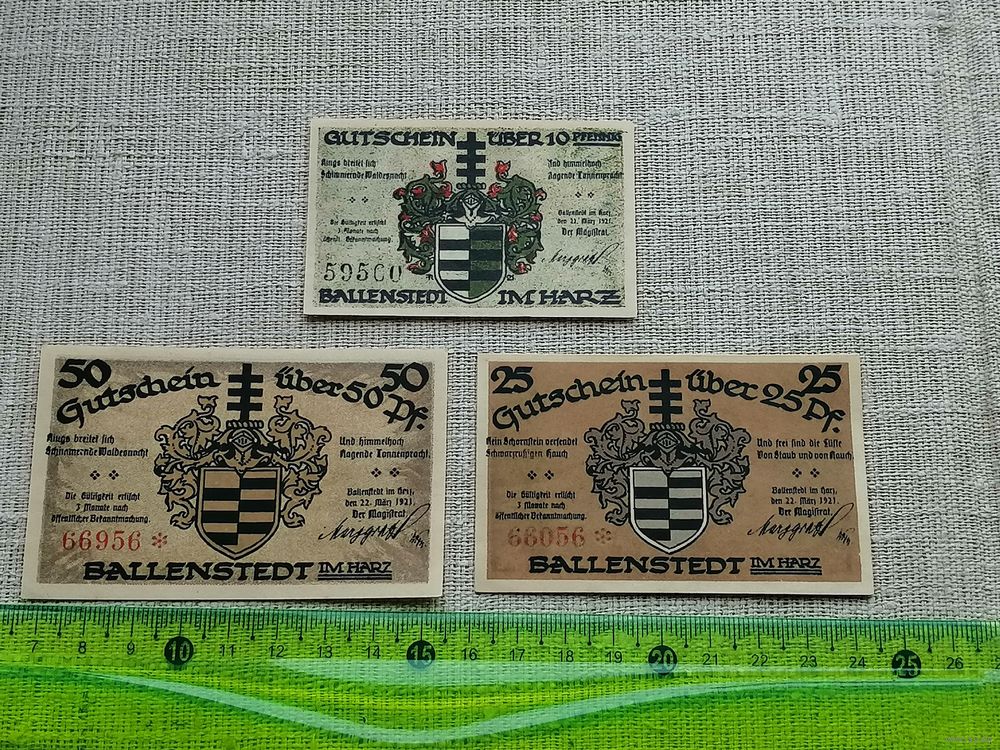 GUTSCHEIN ÜBER 10 PFENNIG
Rings breitet sich
Schimmernde Waldesnacht
Und himmelhoch
Ragende Tannenpracht.
Die Gültigkeit erlischt
3 Monate nach
öffentl. Bekanntmachung.
Ballenstedt im Harz,
den 21. März 1921.
Der Magistrat.
59500
BALLENSTEDT IM HARZ
50 50
Gutschein über 50 Pf.
Rings breitet sich
Schimmernde Waldesnacht
Und himmelhoch
Ragende Tannenpracht.
Die Gültigkeit erlischt
3 Monate nach
öffentlicher Bekanntmachung.
Ballenstedt im Harz,
den 22. März 1921.
Der Magistrat.
66956 *
BALLENSTEDT IM HARZ
25 25
Gutschein über 25 Pf.
Kein Schornstein versendet
Schwarzrußigen Hauch
Und frei sind die Lüfte
Von Staub und von Rauch.
Die Gültigkeit erlischt
3 Monate nach
öffentlicher Bekanntmachung.
Ballenstedt im Harz,
den 22. März 1921.
Der Magistrat.
66056 *
BALLENSTEDT IM HARZ
7 8 9 10 11 12 13 14 15 16 17 18 19 20 21 22 23 24 25 26